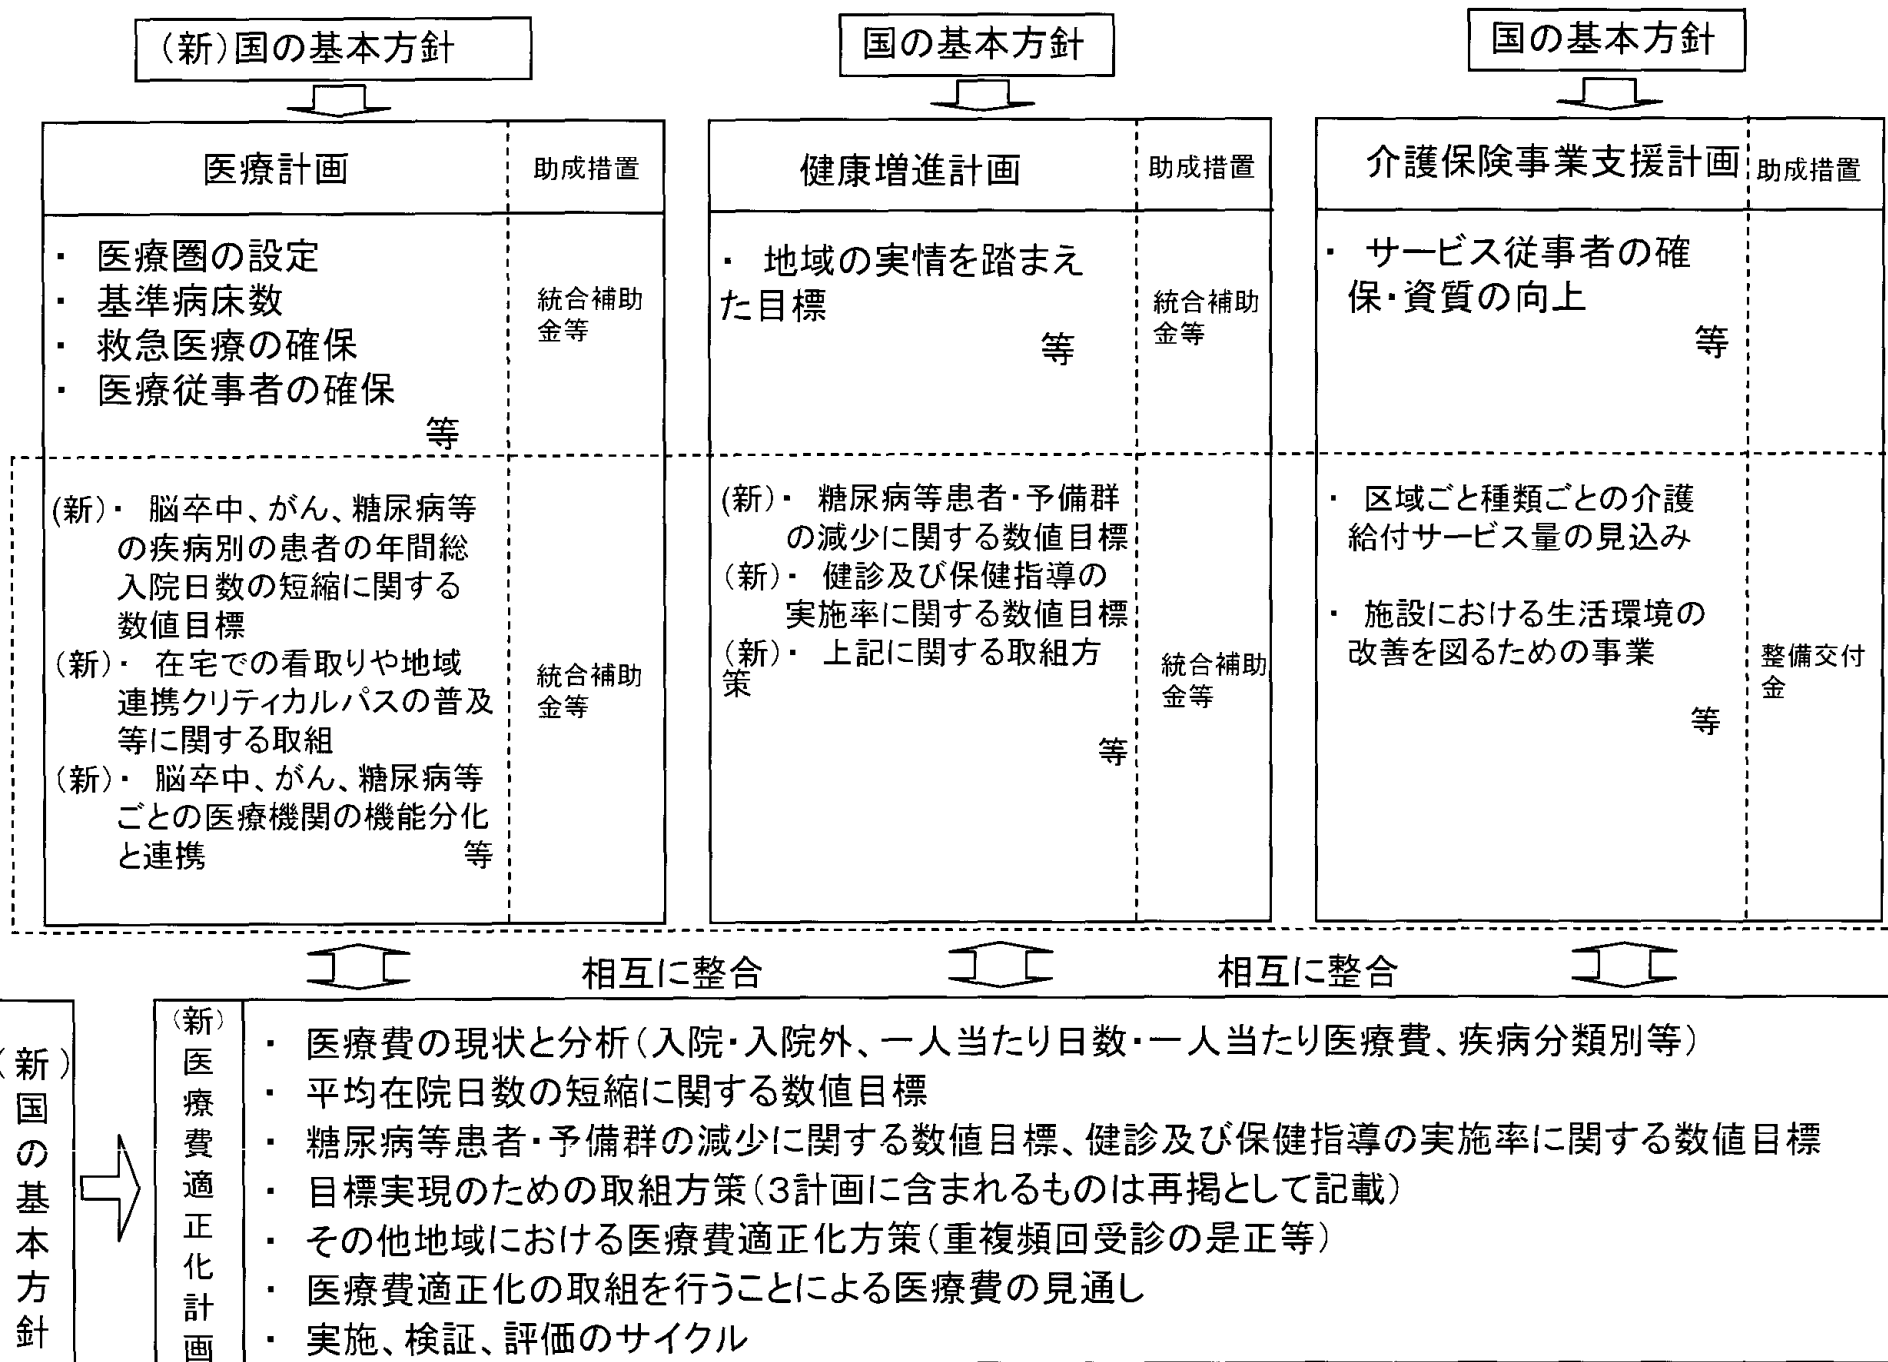 (新)国の基本方針
国の基本方針
国の基本方針
医療計画
助成措置
・ 医療圏の設定
・ 基準病床数
・ 救急医療の確保
・ 医療従事者の確保
等
統合補助
金等
(新)・ 脳卒中、がん、糖尿病等
の疾病別の患者の年間総
入院日数の短縮に関する
数値目標
(新)・ 在宅での看取りや地域
連携クリティカルパスの普及
等に関する取組
(新)・ 脳卒中、がん、糖尿病等
ごとの医療機関の機能分化
と連携 等
統合補助
金等
健康増進計画
助成措置
・ 地域の実情を踏まえ
た目標
等
統合補助
金等
(新)・ 糖尿病等患者・予備群
の減少に関する数値目標
(新)・ 健診及び保健指導の
実施率に関する数値目標
(新)・ 上記に関する取組方
策
等
統合補助
金等
介護保険事業支援計画
助成措置
・ サービス従事者の確
保・資質の向上
等
・ 区域ごと種類ごとの介護
給付サービス量の見込み
・ 施設における生活環境の
改善を図るための事業
等
整備交付
金
相互に整合
相互に整合
(新)
国の基本方針
(新)
医療費適正化計画
・ 医療費の現状と分析(入院・入院外、一人当たり日数・一人当たり医療費、疾病分類別等)
・ 平均在院日数の短縮に関する数値目標
・ 糖尿病等患者・予備群の減少に関する数値目標、健診及び保健指導の実施率に関する数値目標
・ 目標実現のための取組方策(3計画に含まれるものは再掲として記載)
・ その他地域における医療費適正化方策(重複頻回受診の是正等)
・ 医療費適正化の取組を行うことによる医療費の見通し
・ 実施、検証、評価のサイクル